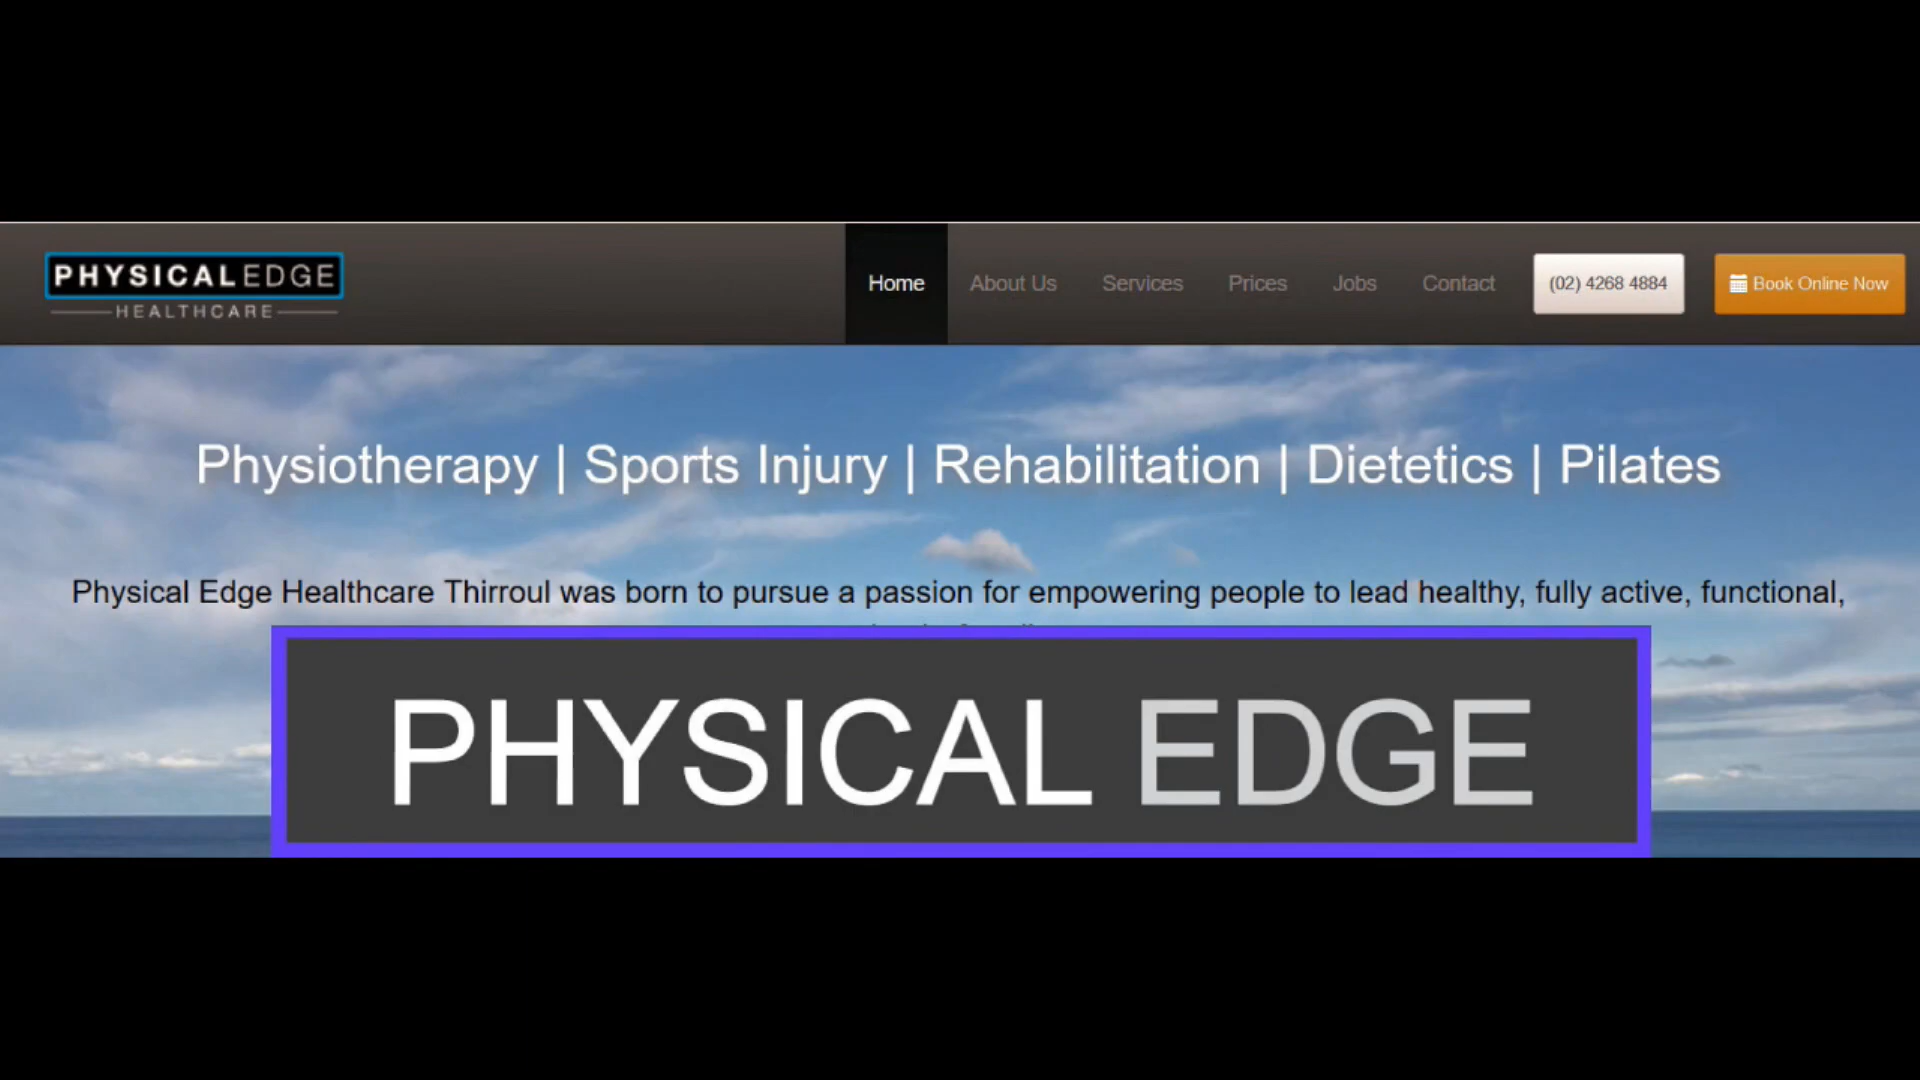 PHYSICALEDGE
HEALTHCARE
Home About Us Services Prices Jobs Contact (02) 4268 4884 Book Online Now
Physiotherapy | Sports Injury | Rehabilitation | Dietetics | Pilates
Physical Edge Healthcare Thirroul was born to pursue a passion for empowering people to lead healthy, fully active, functional,
PHYSICAL EDGE